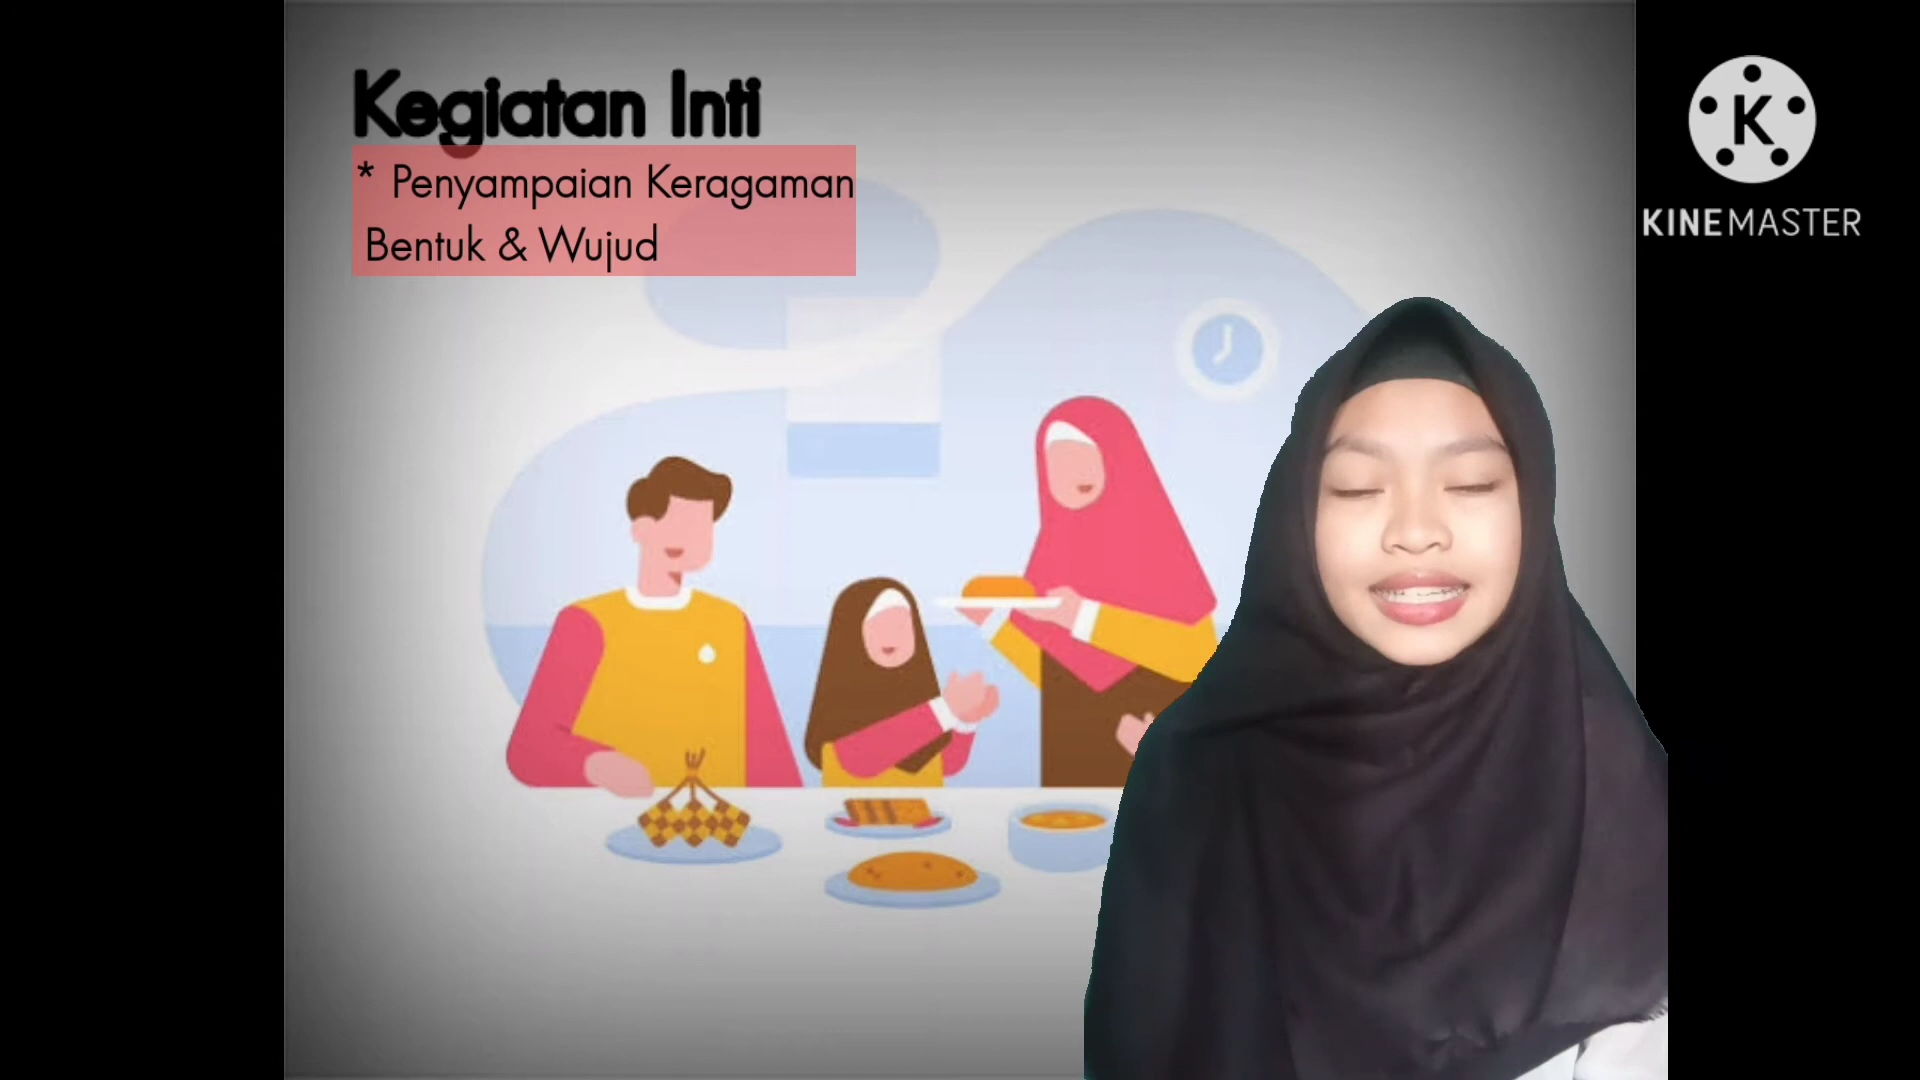 Kegiatan Inti
* Penyampaian Keragaman
Bentuk & Wujud
K
KINEMASTER